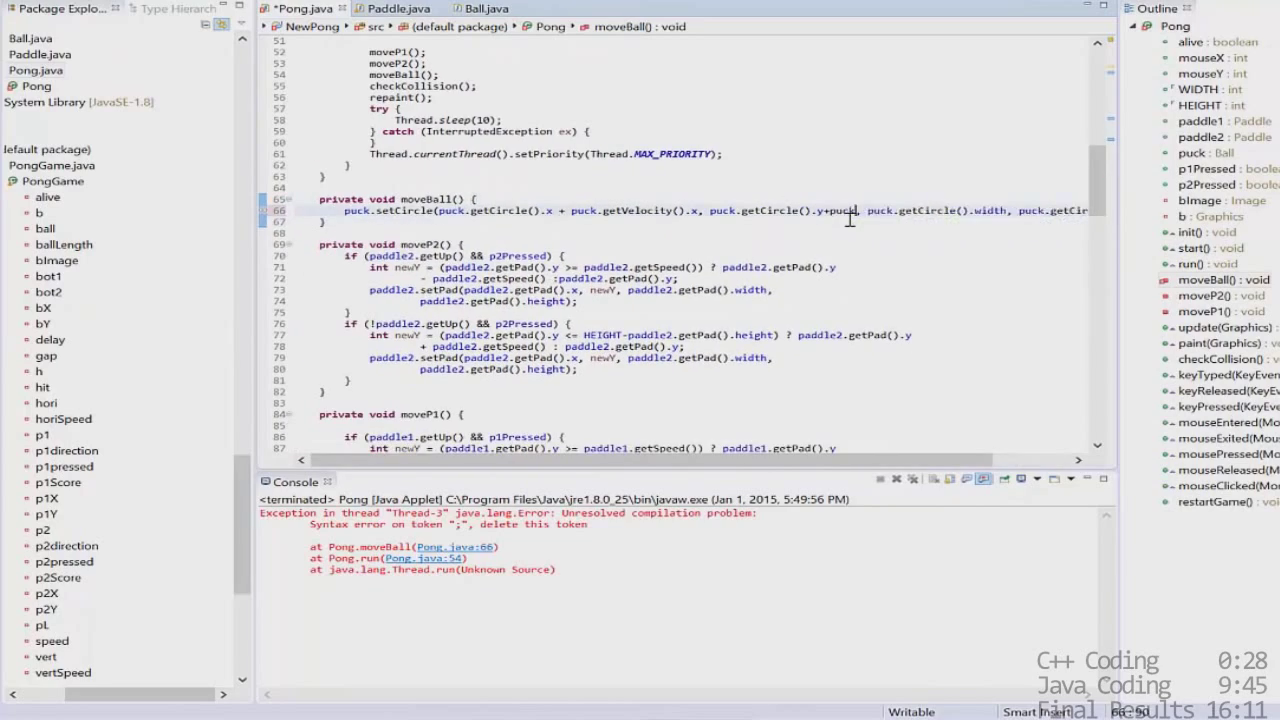 Package Explo...
Type Hierarch
Ball.java
Paddle.java
Pong.java
Pong
System Library [JavaSE-1.8]
(default package)
PongGame.java
PongGame
alive
b
ball
ballLength
bImage
bot1
bot2
bX
bY
delay
gap
h
hit
hori
horiSpeed
p1
p1direction
p1pressed
p1Score
p1X
p1Y
p2
p2direction
p2pressed
p2Score
p2X
p2Y
pL
speed
vert
vertSpeed
*Pong.java
Paddle.java
Ball.java
NewPong
src
(default package)
Pong
moveBall() : void
51
52 moveP1();
53 moveP2();
54 moveBall();
55 checkCollision();
56 repaint();
57 try {
58 Thread.sleep(10);
59 } catch (InterruptedException ex) {
60 }
61 Thread.currentThread().setPriority(Thread.MAX_PRIORITY);
62 }
63 }
64
65 private void moveBall() {
66 puck.setCircle(puck.getCircle().x + puck.getVelocity().x, puck.getCircle().y+puck, puck.getCircle().width, puck.getCir
67 }
68
69 private void moveP2() {
70 if (paddle2.getUp() && p2Pressed) {
71 int newY = (paddle2.getPad().y >= paddle2.getSpeed()) ? paddle2.getPad().y
72 - paddle2.getSpeed() :paddle2.getPad().y;
73 paddle2.setPad(paddle2.getPad().x, newY, paddle2.getPad().width,
74 paddle2.getPad().height);
75 }
76 if (!paddle2.getUp() && p2Pressed) {
77 int newY = (paddle2.getPad().y <= HEIGHT-paddle2.getPad().height) ? paddle2.getPad().y
78 + paddle2.getSpeed() : paddle2.getPad().y;
79 paddle2.setPad(paddle2.getPad().x, newY, paddle2.getPad().width,
80 paddle2.getPad().height);
81 }
82 }
83
84 private void moveP1() {
85
86 if (paddle1.getUp() && p1Pressed) {
87 int newY = (paddle1.getPad().y >= paddle1.getSpeed()) ? paddle1.getPad().y
Console
<terminated> Pong [Java Applet] C:\Program Files\Java\jre1.8.0_25\bin\javaw.exe (Jan 1, 2015, 5:49:56 PM)
Exception in thread "Thread-3" java.lang.Error: Unresolved compilation problem:
Syntax error on token ";", delete this token
at Pong.moveBall(Pong.java:66)
at Pong.run(Pong.java:54)
at java.lang.Thread.run(Unknown Source)
Outline
Pong
alive : boolean
mouseX : int
mouseY : int
WIDTH : int
HEIGHT : int
paddle1 : Paddle
paddle2 : Paddle
puck : Ball
p1Pressed : boolean
p2Pressed : boolean
bImage : Image
b : Graphics
init() : void
start() : void
run() : void
moveBall() : void
moveP2() : void
moveP1() : void
update(Graphics) : void
paint(Graphics) : void
checkCollision() : void
keyTyped(KeyEvent
keyReleased(KeyEvent
keyPressed(KeyEvent
mouseEntered(Mou
mouseExited(Mou
mousePressed(Mou
mouseReleased(Mou
mouseClicked(Mou
restartGame() : void
Writable
Smart Insert
66 : 90
C++ Coding 0:28
Java Coding 9:45
Final Results 16:11